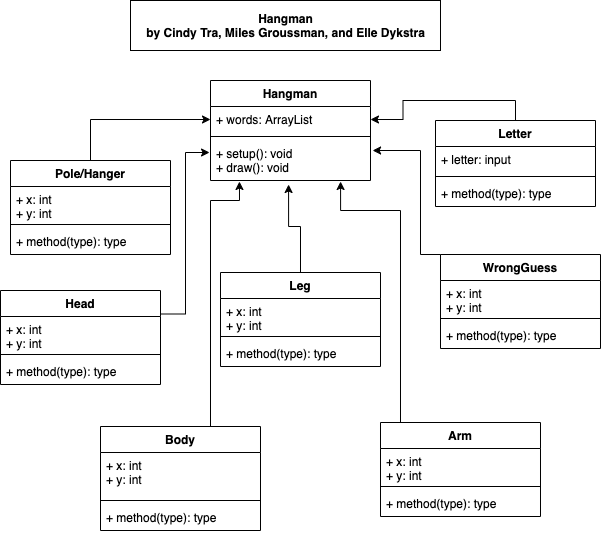 Hangman
by Cindy Tra, Miles Groussman, and Elle Dykstra
Hangman
+ words: ArrayList
+ setup(): void
+ draw(): void
Pole/Hanger
+ x: int
+ y: int
+ method(type): type
Letter
+ letter: input
+ method(type): type
Head
+ x: int
+ y: int
+ method(type): type
Leg
+ x: int
+ y: int
+ method(type): type
WrongGuess
+ x: int
+ y: int
+ method(type): type
Body
+ x: int
+ y: int
+ method(type): type
Arm
+ x: int
+ y: int
+ method(type): type